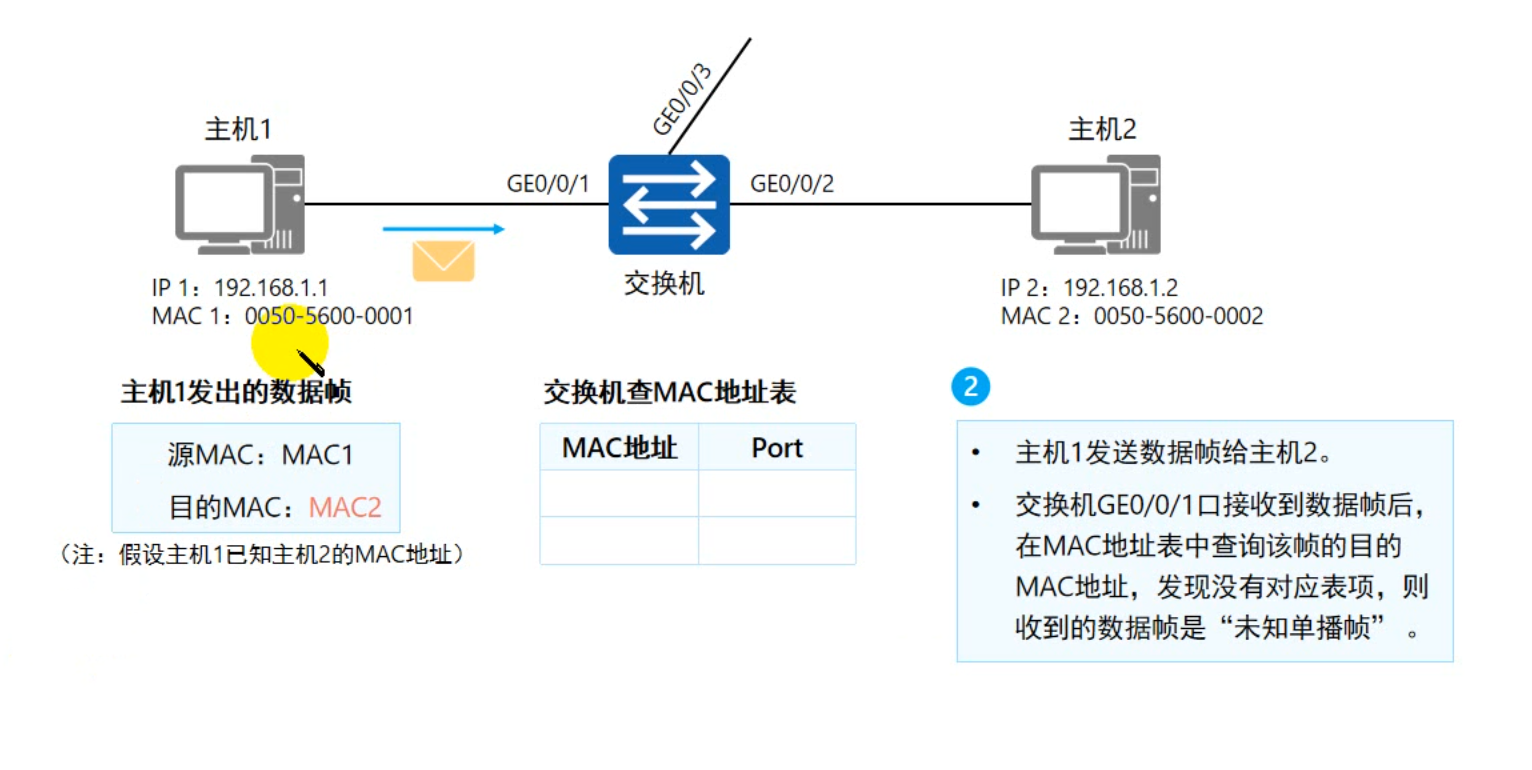 GE0/0/3
主机1
主机2
GE0/0/1
GE0/0/2
IP 1：192.168.1.1
MAC 1：0050-5600-0001
交换机
IP 2：192.168.1.2
MAC 2：0050-5600-0002
主机1发出的数据帧
源MAC：MAC1
目的MAC：MAC2
（注：假设主机1已知主机2的MAC地址）
交换机查MAC地址表
MAC地址 Port
2
• 主机1发送数据帧给主机2。
• 交换机GE0/0/1口接收到数据帧后，
在MAC地址表中查询该帧的目的
MAC地址，发现没有对应表项，则
收到的数据帧是“未知单播帧” 。